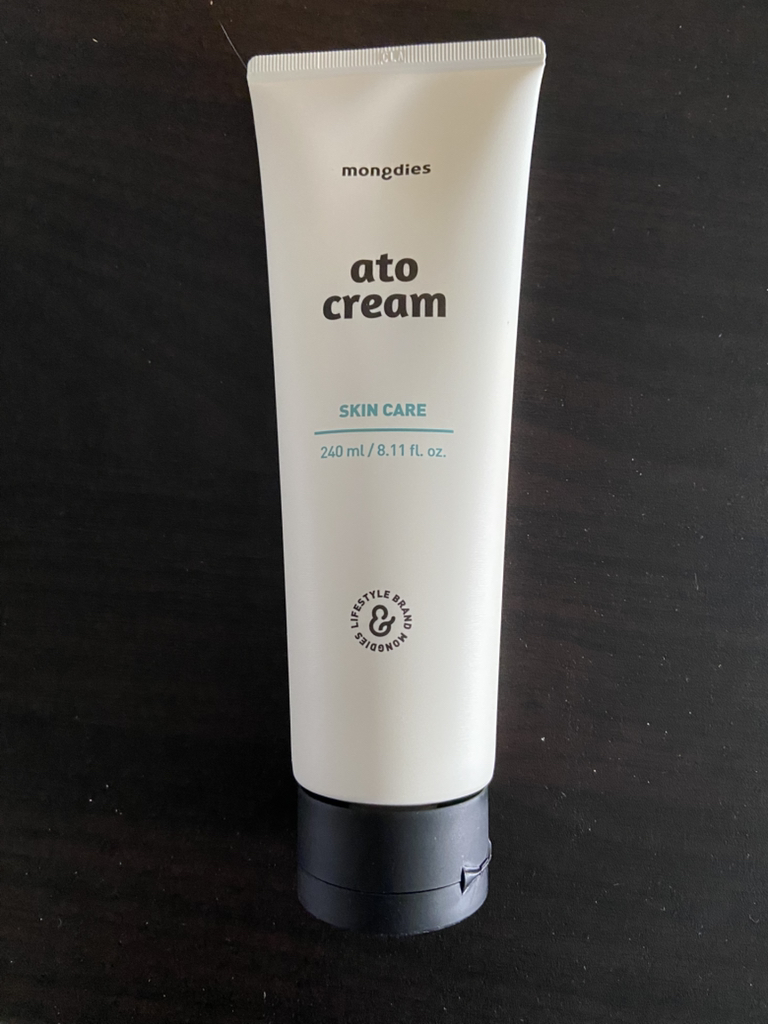 mongdies
ato
cream
SKIN CARE
240 ml / 8.11 fl. oz.
LIFESTYLE BRAND MONGDIES
&